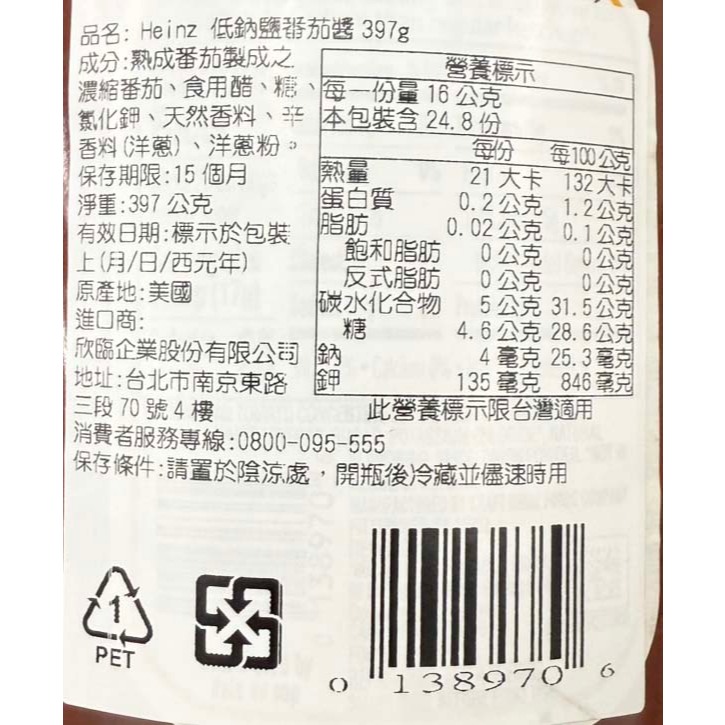 品名: Heinz 低鈉鹽番茄醬 397g
成分:熟成番茄製成之
濃縮番茄、食用醋、糖、
氯化鉀、天然香料、辛
香料(洋蔥)、洋蔥粉。
保存期限:15 個月
淨重:397 公克
有效日期:標示於包裝
上(月/日/西元年)
原產地:美國
進口商:
欣臨企業股份有限公司
地址:台北市南京東路
三段 70 號 4 樓
消費者服務專線:0800-095-555
保存條件:請置於陰涼處，開瓶後冷藏並儘速時用
營養標示
每一份量 16 公克
本包裝含 24.8 份
每份 每100公克
熱量 21 大卡 132 大卡
蛋白質 0.2 公克 1.2 公克
脂肪 0.02 公克 0.1 公克
飽和脂肪 0 公克 0 公克
反式脂肪 0 公克 0 公克
碳水化合物 5 公克 31.5 公克
糖 4.6 公克 28.6 公克
鈉 4 毫克 25.3 毫克
鉀 135 毫克 846 毫克
此營養標示限台灣適用
1
PET
0 138970 6